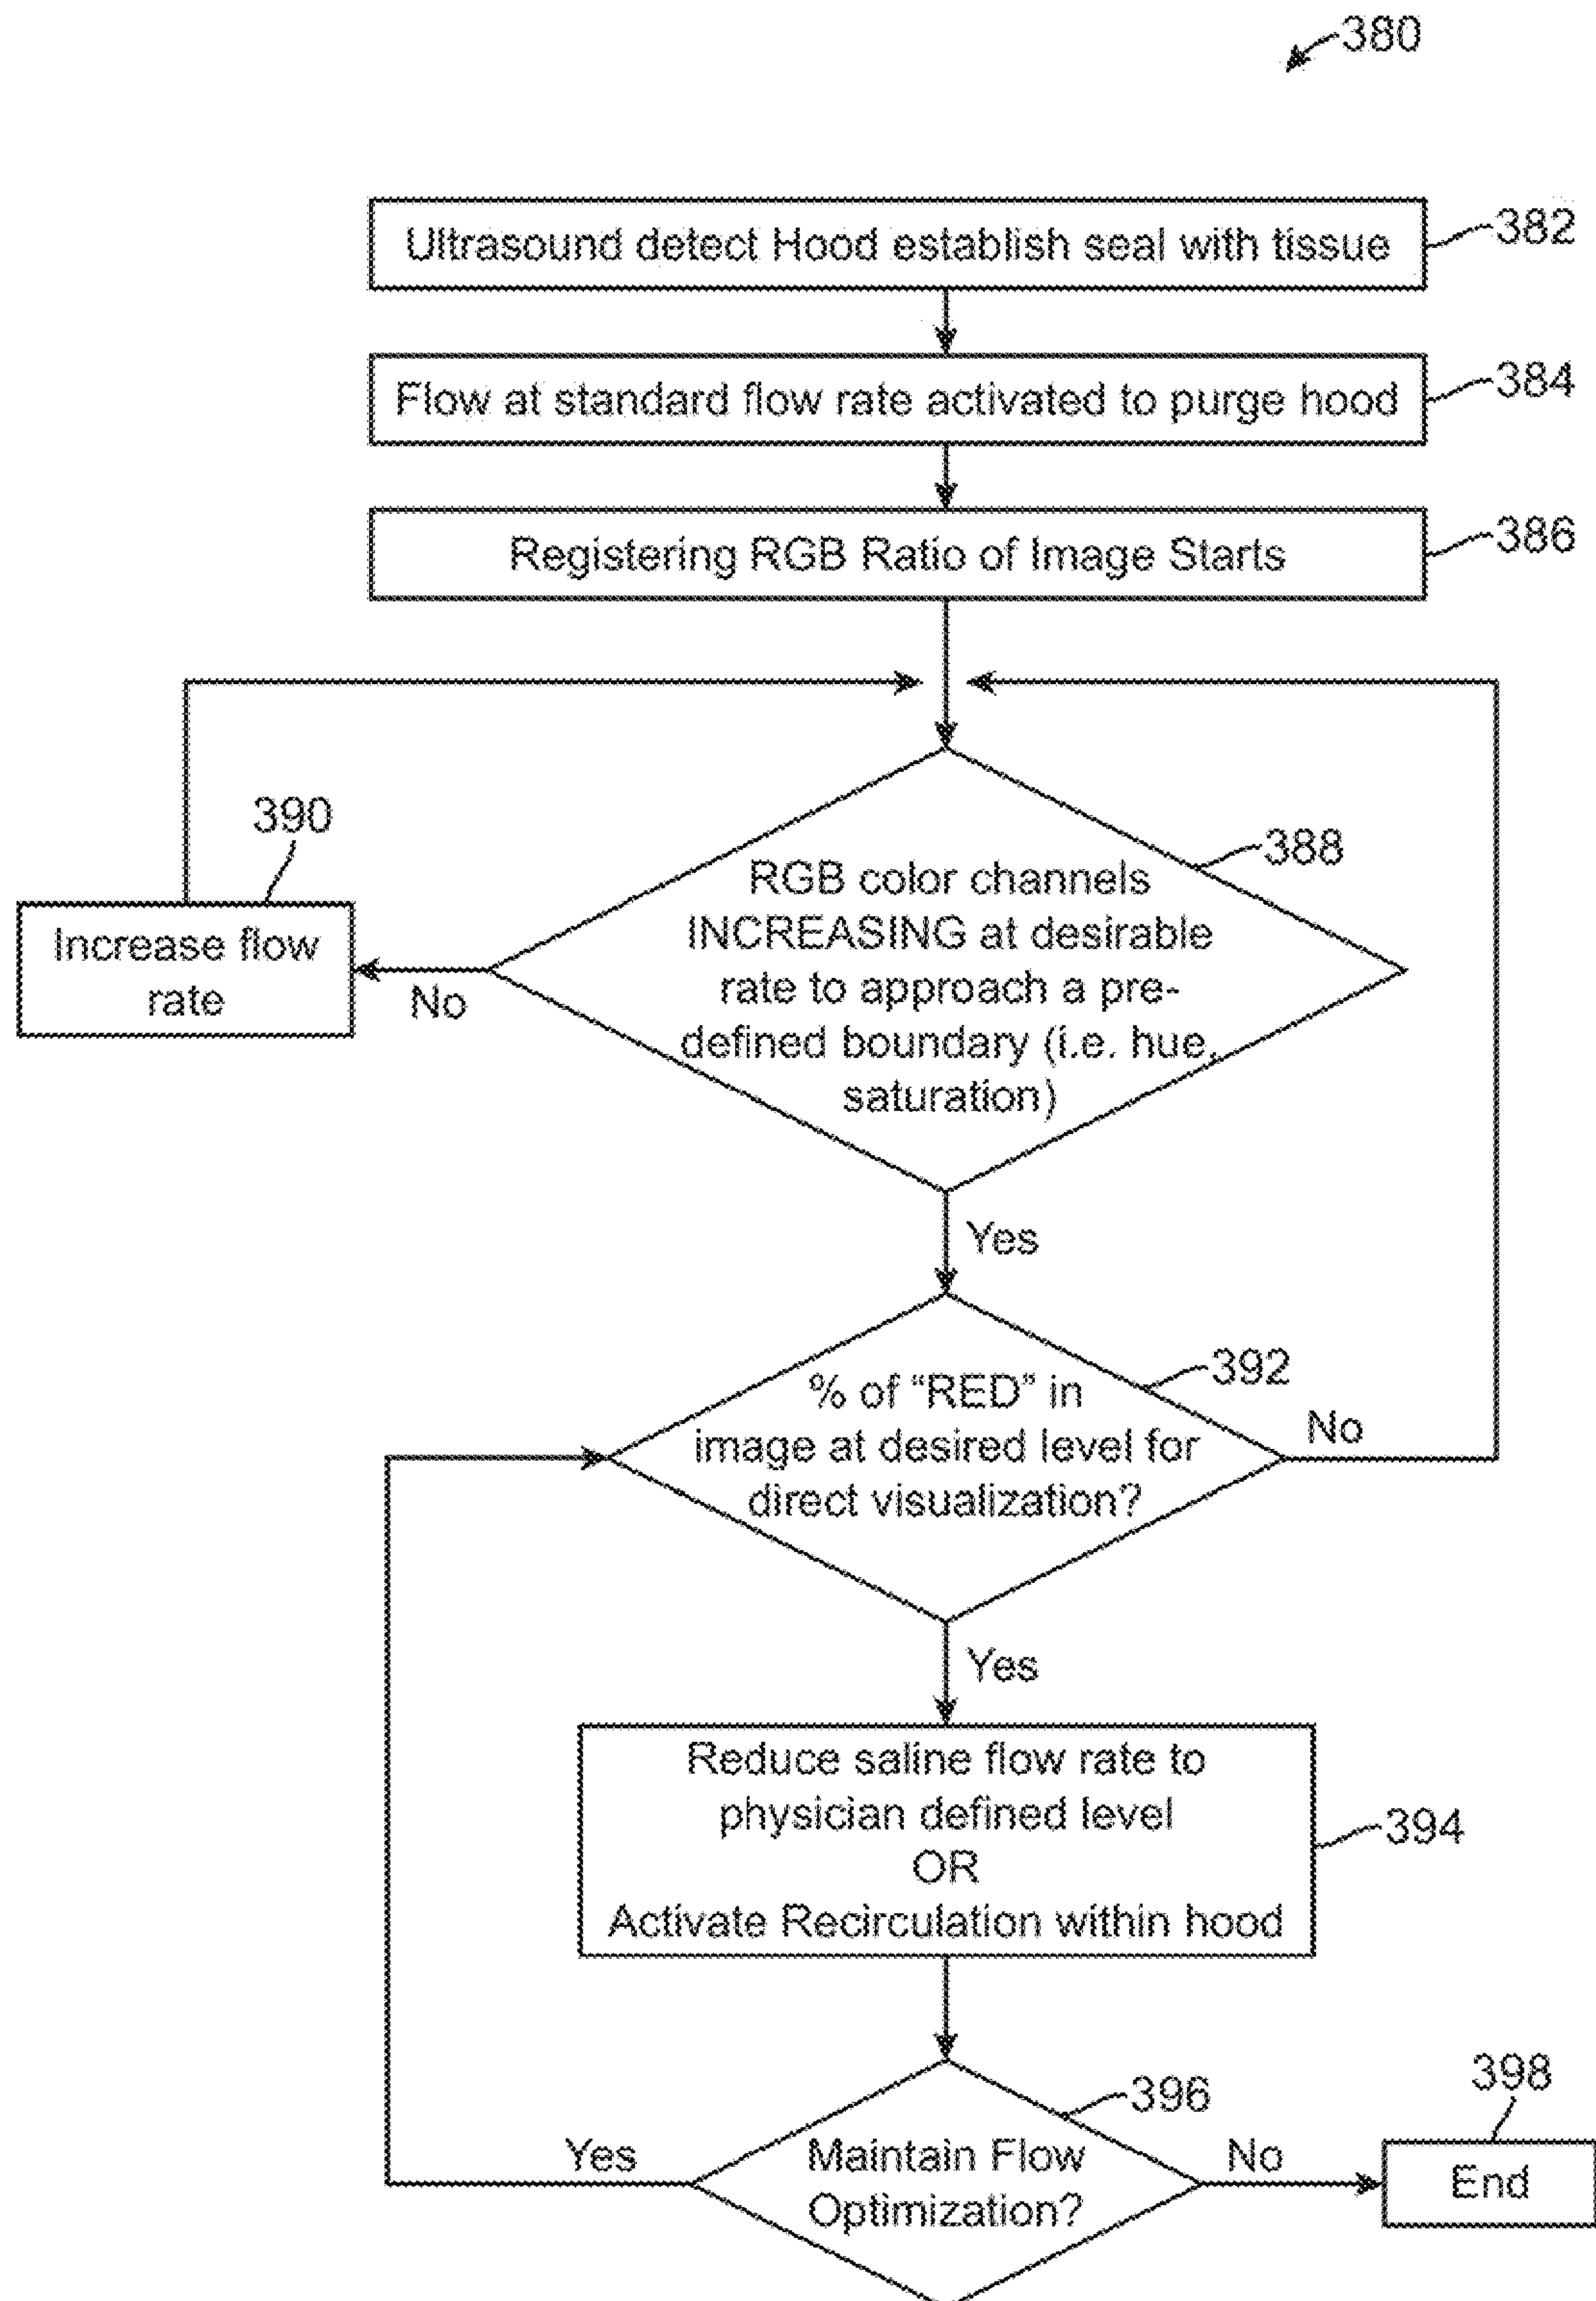 380
Ultrasound detect Hood establish seal with tissue
382
Flow at standard flow rate activated to purge hood
384
Registering RGB Ratio of Image Starts
386
390
Increase flow
rate
No
388
RGB color channels
INCREASING at desirable
rate to approach a pre-
defined boundary (i.e. hue,
saturation)
Yes
392
% of “RED” in
image at desired level for
direct visualization?
No
Yes
Reduce saline flow rate to
physician defined level
OR
Activate Recirculation within hood
394
396
Maintain Flow
Optimization?
Yes
No
398
End